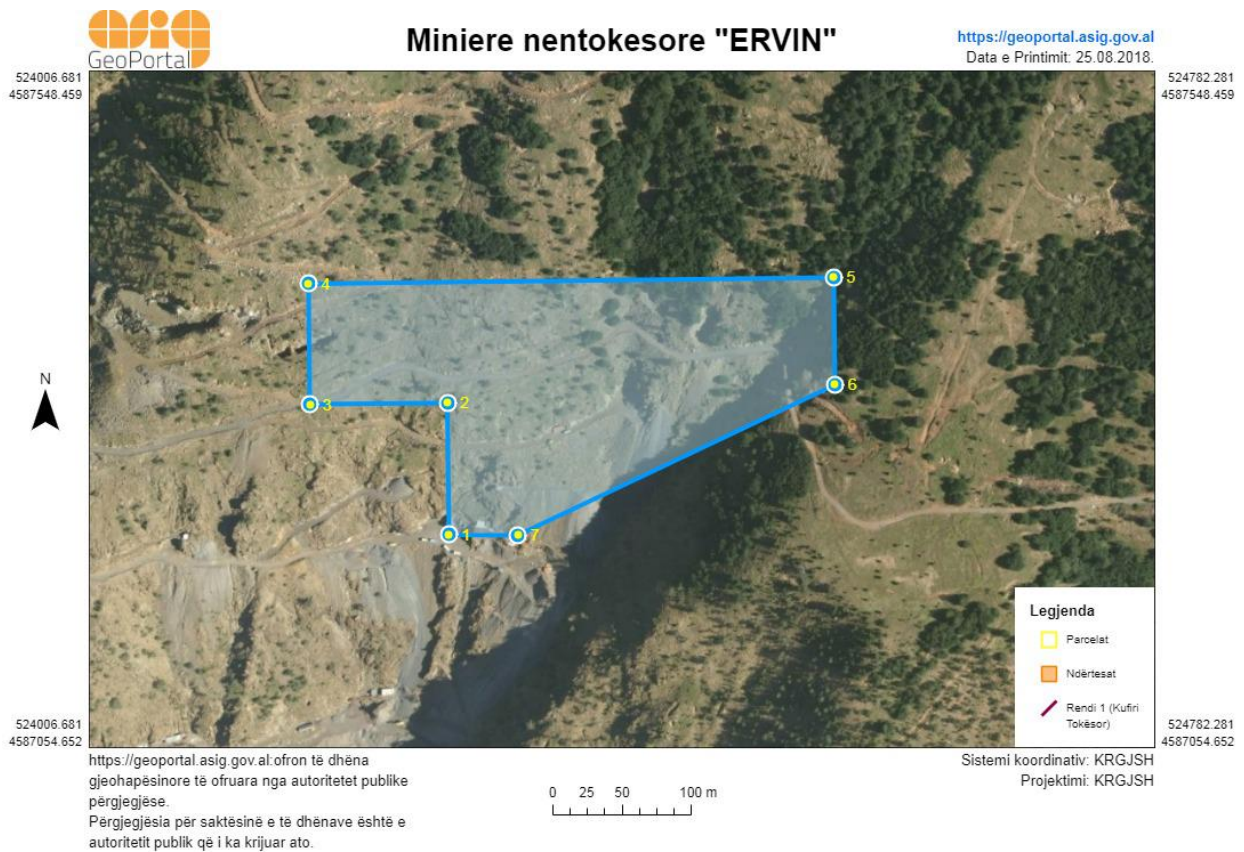 asig
GeoPortal
Miniere nentokesore "ERVIN"
https://geoportal.asig.gov.al
Data e Printimit: 25.08.2018.
524006.681
4587548.459
524782.281
4587548.459
4
5
6
3
2
1
7
N
Legjenda
Parcelat
Ndërtesat
Rendi 1 (Kufiri
Tokësor)
524006.681
4587054.652
524782.281
4587054.652
https://geoportal.asig.gov.al:ofron të dhëna
gjeohapësinore të ofruara nga autoritetet publike
përgjegjëse.
Përgjegjësia për saktësinë e të dhënave është e
autoritetit publik që i ka krijuar ato.
0 25 50 100 m
Sistemi koordinativ: KRGJSH
Projektimi: KRGJSH